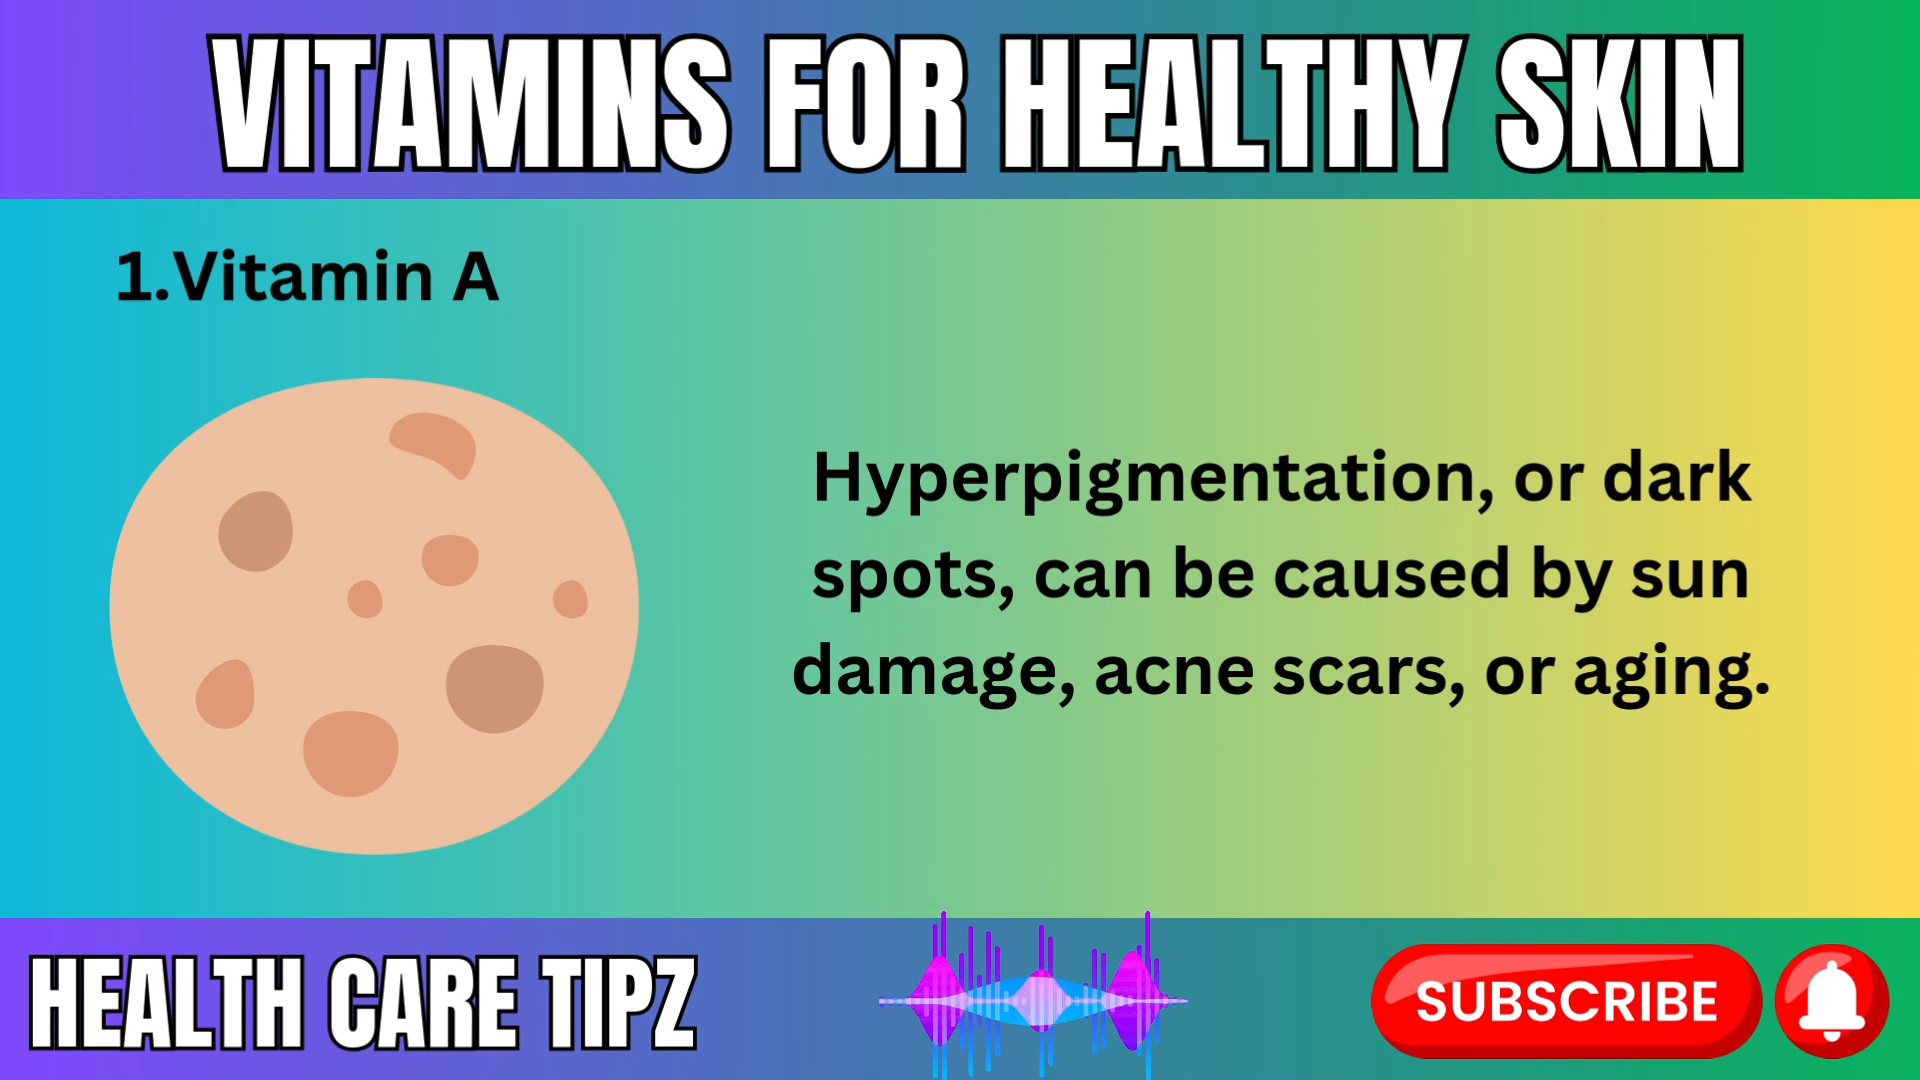 VITAMINS FOR HEALTHY SKIN
1.Vitamin A
Hyperpigmentation, or dark
spots, can be caused by sun
damage, acne scars, or aging.
HEALTH CARE TIPZ
SUBSCRIBE